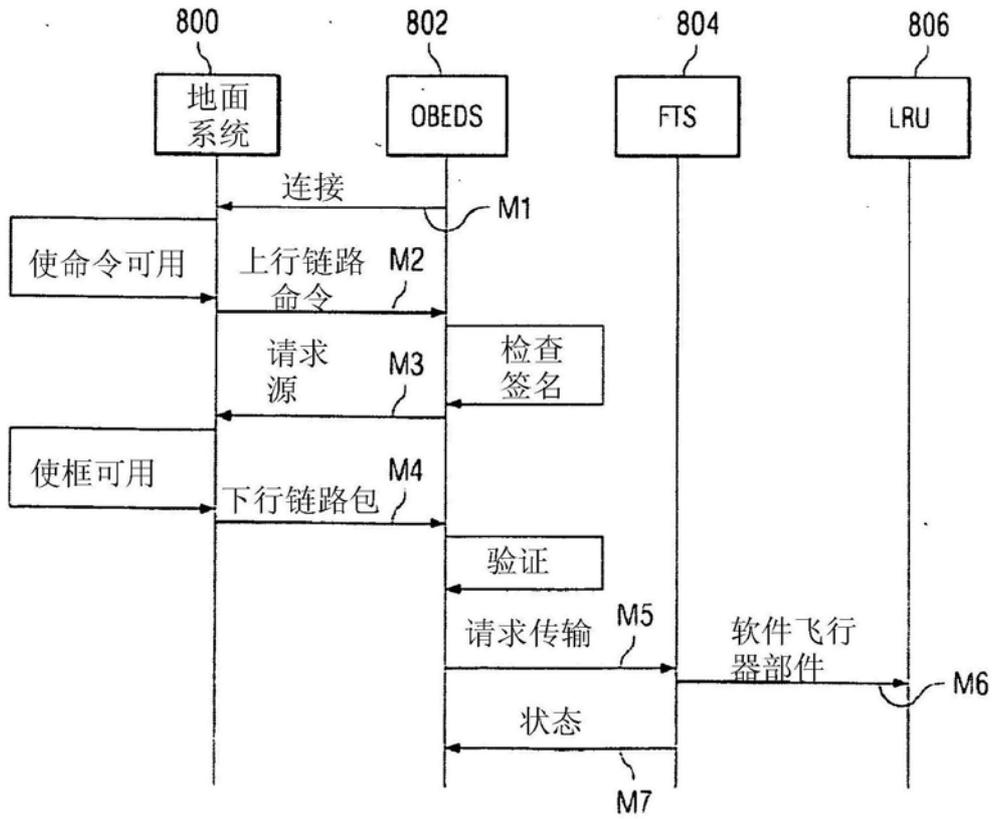 800
802
804
806
地面
系统
OBEDS
FTS
LRU
连接
M1
使命令可用
上行链路
命令
M2
检查
签名
请求
源
M3
使框可用
下行链路包
M4
验证
请求传输
M5
软件飞行
器部件
M6
状态
M7